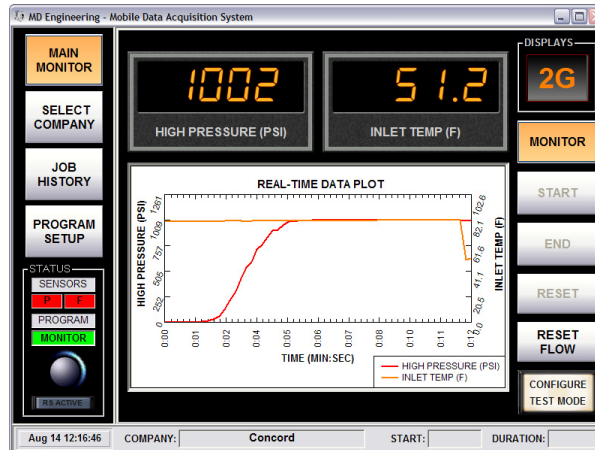 MD Engineering - Mobile Data Acquisition System
MAIN
MONITOR
SELECT
COMPANY
JOB
HISTORY
PROGRAM
SETUP
STATUS
SENSORS
P F
PROGRAM
MONITOR
RS ACTIVE
1002
HIGH PRESSURE (PSI)
51.2
INLET TEMP (F)
REAL-TIME DATA PLOT
HIGH PRESSURE (PSI)
1261
1009
757
505
252
0
INLET TEMP (F)
102.6
82.1
61.6
41.1
20.5
0.0
0:00 0:01 0:02 0:04 0:05 0:06 0:07 0:08 0:10 0:11 0:12
TIME (MIN:SEC)
HIGH PRESSURE (PSI)
INLET TEMP (F)
DISPLAYS
2G
MONITOR
START
END
RESET
RESET
FLOW
CONFIGURE
TEST MODE
Aug 14 12:16:46 COMPANY: Concord START: DURATION: